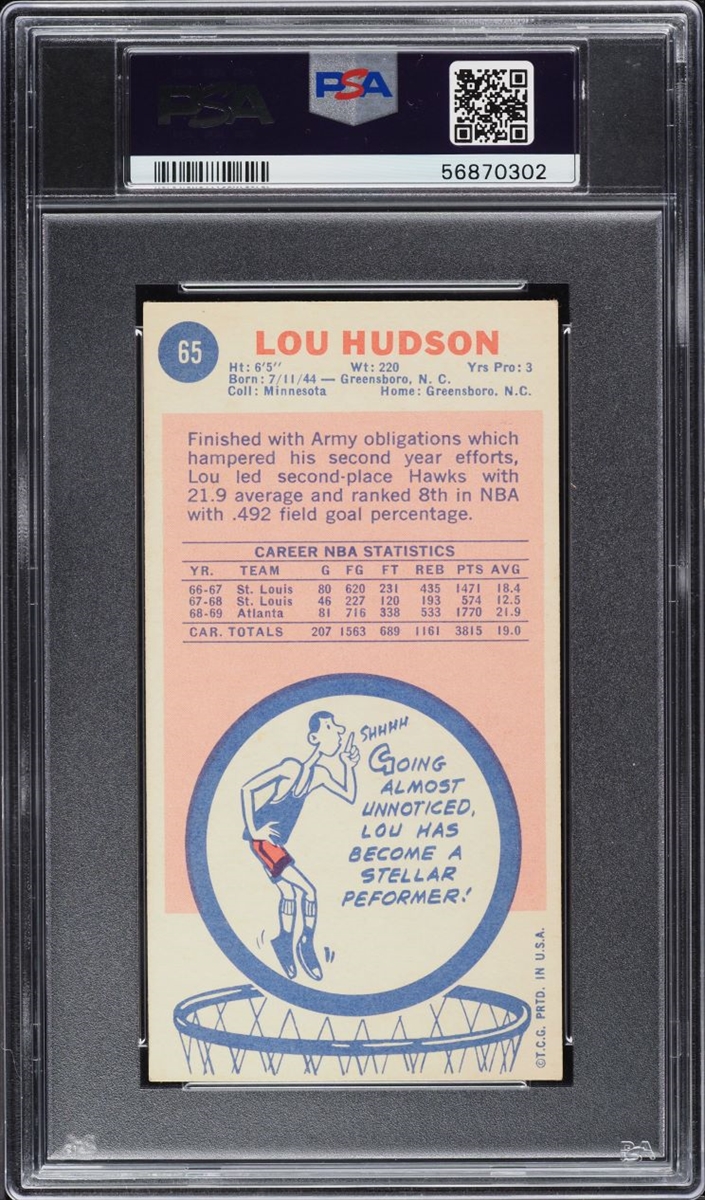 PSA
PSA
56870302
65
LOU HUDSON
Ht: 6'5" Wt: 220 Yrs Pro: 3
Born: 7/11/44 — Greensboro, N. C.
Coll: Minnesota Home: Greensboro, N.C.
Finished with Army obligations which
hampered his second year efforts,
Lou led second-place Hawks with
21.9 average and ranked 8th in NBA
with .492 field goal percentage.
CAREER NBA STATISTICS
YR. TEAM G FG FT REB PTS AVG
66-67 St. Louis 80 620 231 435 1471 18.4
67-68 St. Louis 46 227 120 193 574 12.5
68-69 Atlanta 81 716 338 533 1770 21.9
CAR. TOTALS 207 1563 689 1161 3815 19.0
SHHHH
GOING
ALMOST
UNNOTICED,
LOU HAS
BECOME A
STELLAR
PEFORMER!
©T.C.G. PRTD. IN U.S.A.